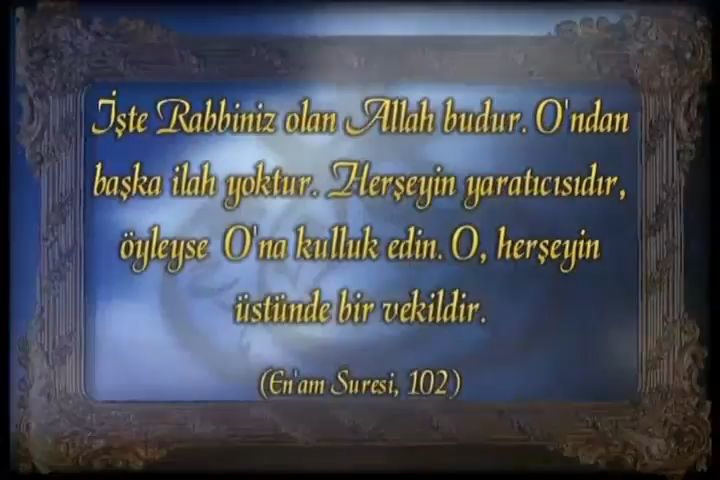 İşte Rabbiniz olan Allah budur. O'ndan
başka ilah yoktur. Herşeyin yaratıcısıdır,
öyleyse O'na kulluk edin. O, herşeyin
üstünde bir vekildir.
(En'am Suresi, 102)